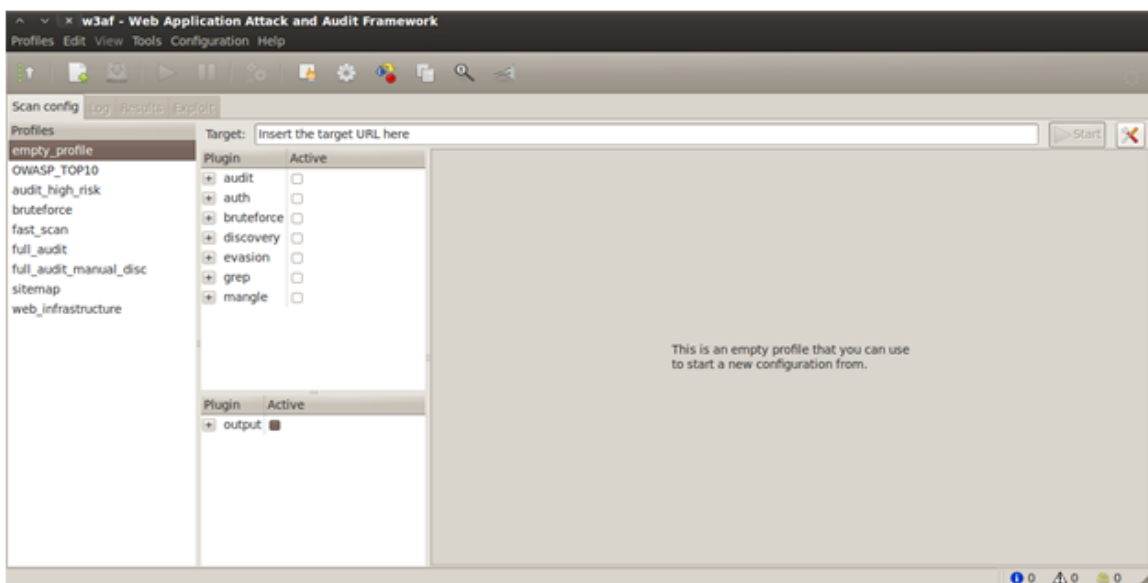 w3af - Web Application Attack and Audit Framework
Profiles Edit View Tools Configuration Help
Scan config Log Results Exploit
Profiles
empty_profile
OWASP_TOP10
audit_high_risk
bruteforce
fast_scan
full_audit
full_audit_manual_disc
sitemap
web_infrastructure
Target: Insert the target URL here Start
Plugin Active
audit
auth
bruteforce
discovery
evasion
grep
mangle
Plugin Active
output
This is an empty profile that you can use
to start a new configuration from.
0 0 0